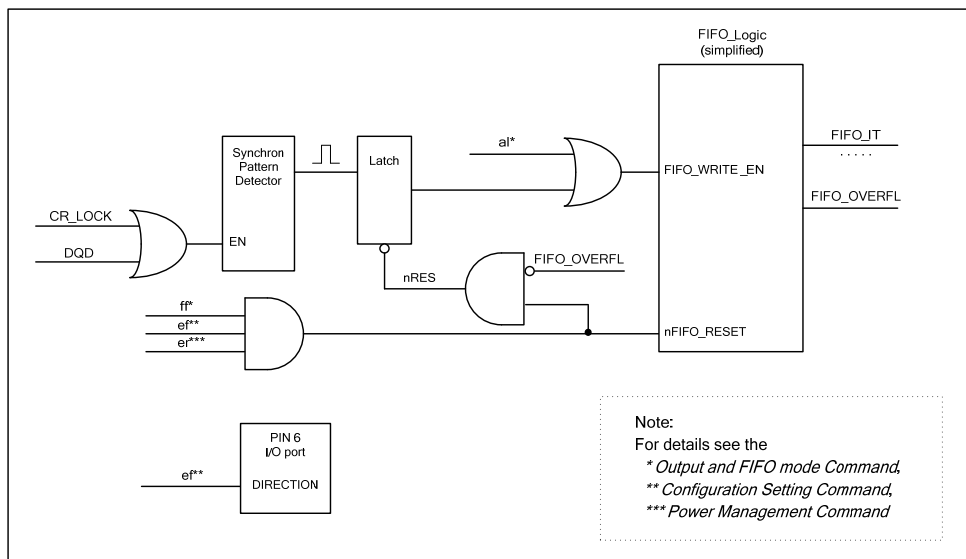 FIFO_Logic
(simplified)
Synchron
Pattern
Detector
EN
Latch
al*
FIFO_WRITE_EN
FIFO_IT
.....
FIFO_OVERFL
CR_LOCK
DQD
nRES
FIFO_OVERFL
ff*
ef**
er***
nFIFO_RESET
PIN 6
I/O port
DIRECTION
ef**
Note:
For details see the
* Output and FIFO mode Command,
** Configuration Setting Command,
*** Power Management Command